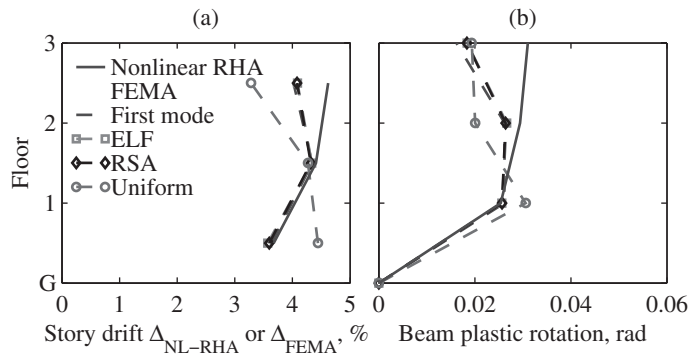 (a)
(b)
3
Nonlinear RHA
FEMA
First mode
2
ELF
RSA
Uniform
1
G
Floor
0 1 2 3 4 5
0 0.02 0.04 0.06
Story drift Δ_NL−RHA or Δ_FEMA, %
Beam plastic rotation, rad